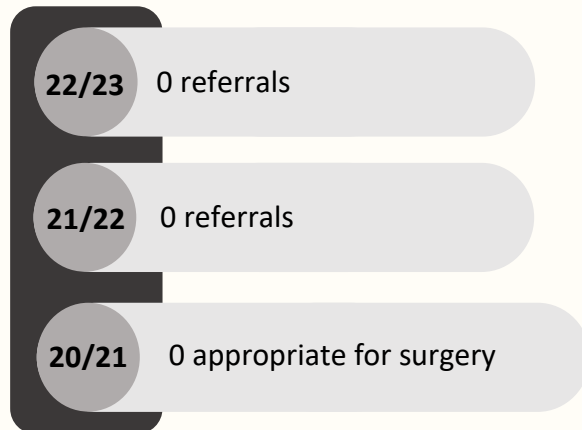 22/23 0 referrals
21/22 0 referrals
20/21 0 appropriate for surgery